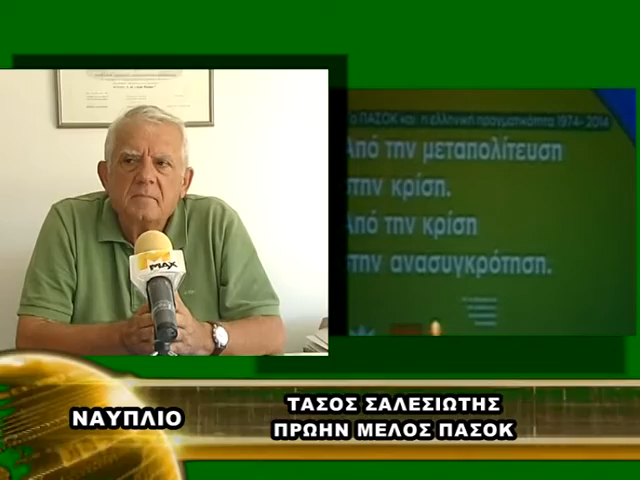 ο ΠΑΣΟΚ και η ελληνική πραγματικότητα 1974-2014
Από την μεταπολίτευση
στην κρίση.
Από την κρίση
στην ανασυγκρότηση.
MAX
ΝΑΥΠΛΙΟ
ΤΑΣΟΣ ΣΑΛΕΣΙΩΤΗΣ
ΠΡΩΗΝ ΜΕΛΟΣ ΠΑΣΟΚ